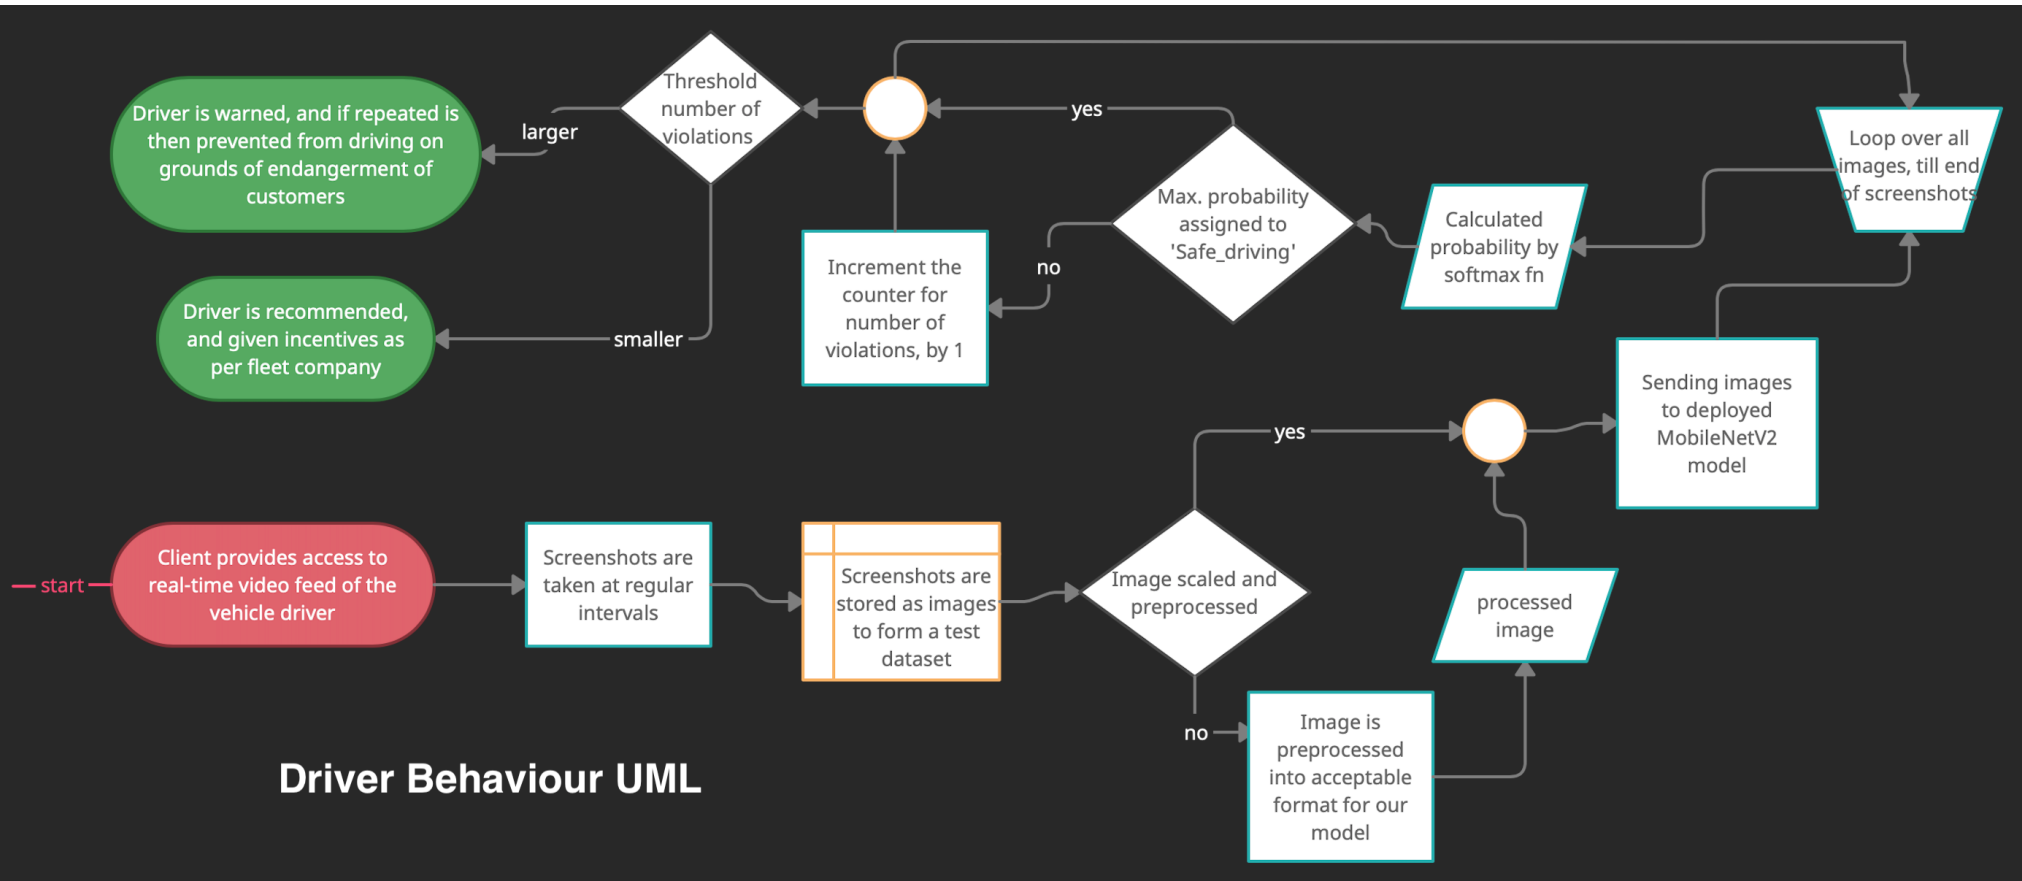 Threshold
number of
violations
Driver is warned, and if repeated is
then prevented from driving on
grounds of endangerment of
customers
larger
yes
Loop over all
images, till end
of screenshots
Max. probability
assigned to
'Safe_driving'
Calculated
probability by
softmax fn
Increment the
counter for
number of
violations, by 1
no
Driver is recommended,
and given incentives as
per fleet company
smaller
Sending images
to deployed
MobileNetV2
model
yes
start
Client provides access to
real-time video feed of the
vehicle driver
Screenshots are
taken at regular
intervals
Screenshots are
stored as images
to form a test
dataset
Image scaled and
preprocessed
processed
image
no
Image is
preprocessed
into acceptable
format for our
model
Driver Behaviour UML